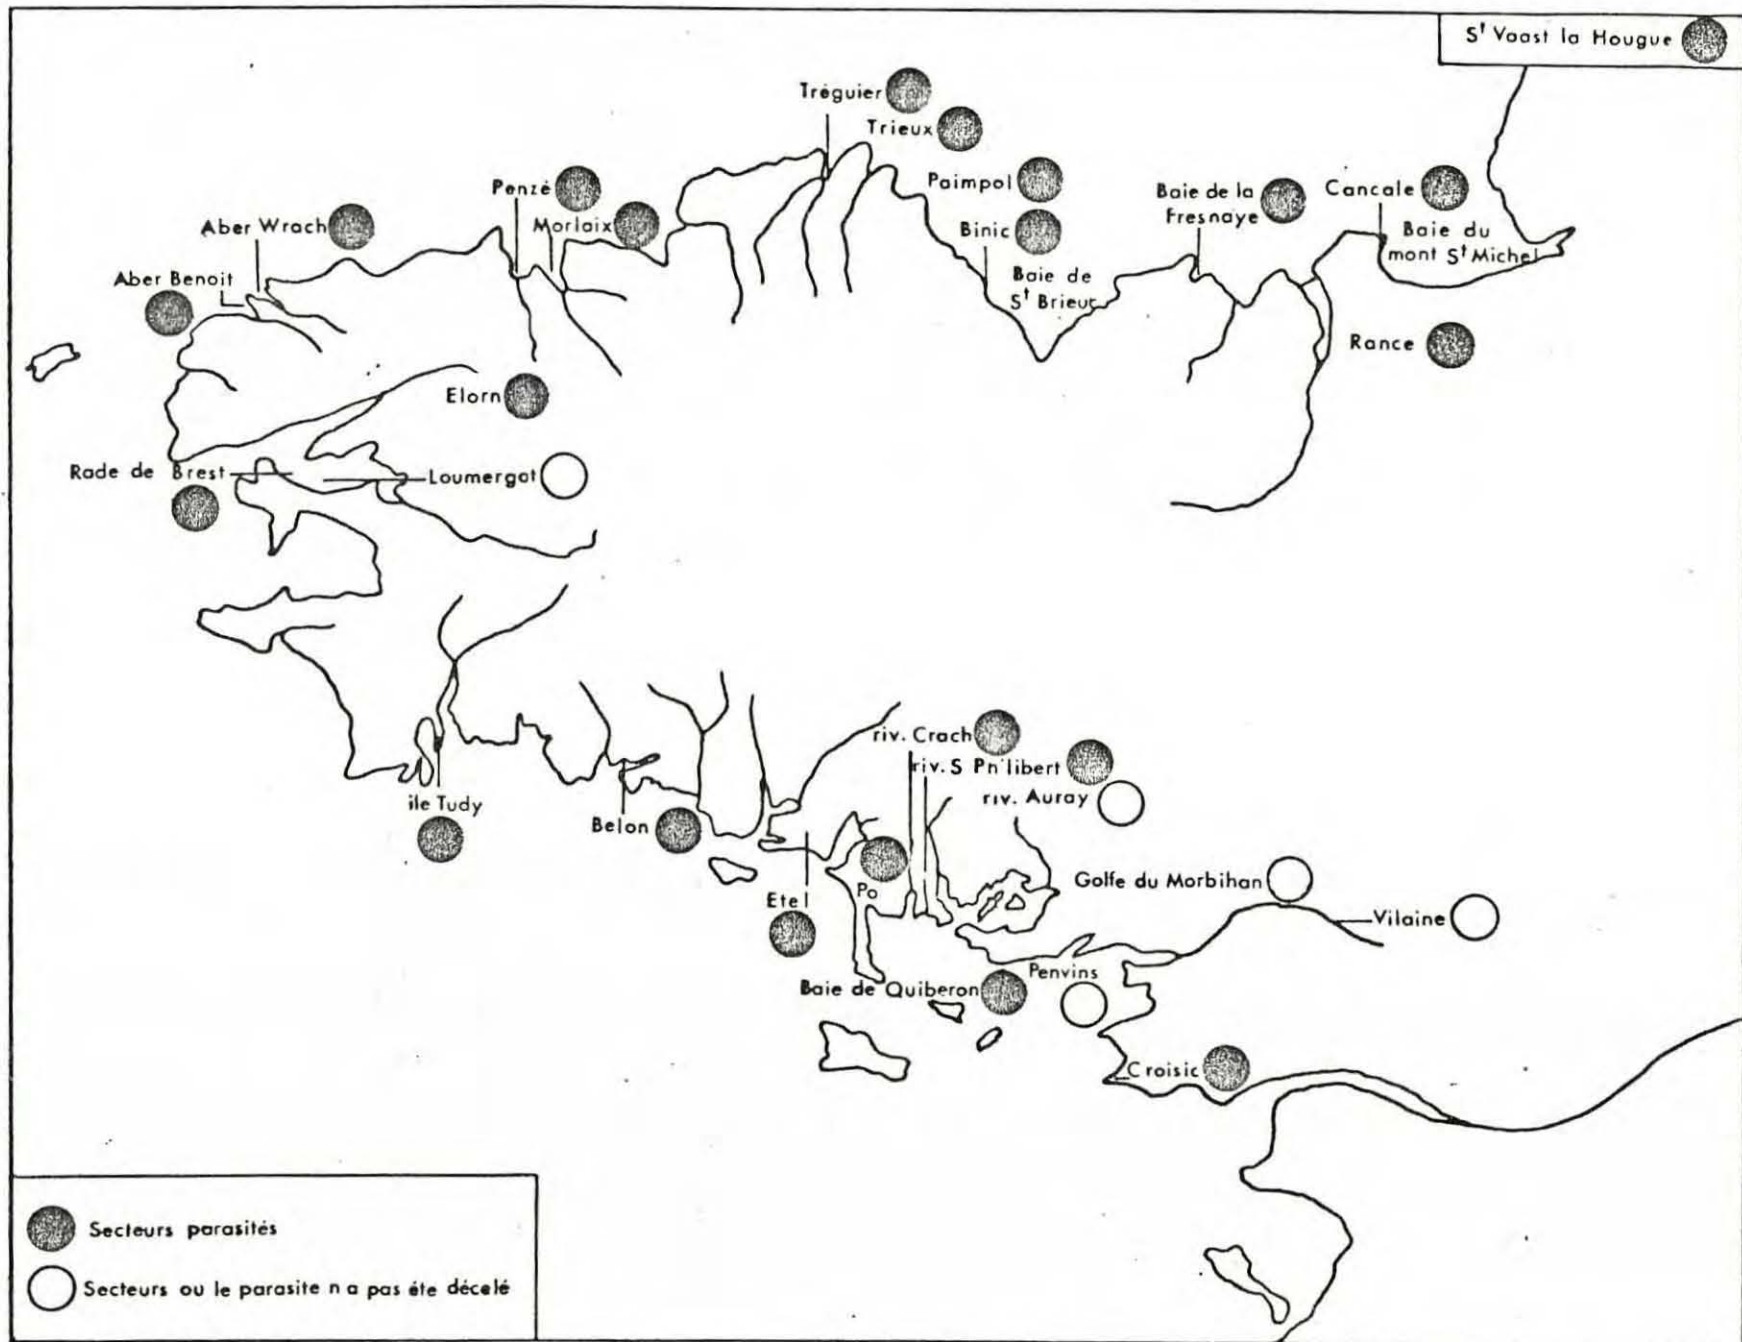 St Vaast la Hougue
Tréguier
Trieux
Penzé
Paimpol
Baie de la
Fresnaye
Cancale
Aber Wrach
Morlaix
Binic
Baie du
mont St Michel
Aber Benoit
Baie de
St Brieuc
Rance
Elorn
Rade de Brest
Loumergat
riv. Crach
riv. S Philibert
riv. Auray
île Tudy
Belon
Golfe du Morbihan
Po
Etel
Vilaine
Penvins
Baie de Quiberon
Croisic
Secteurs parasités
Secteurs ou le parasite n a pas éte décelé